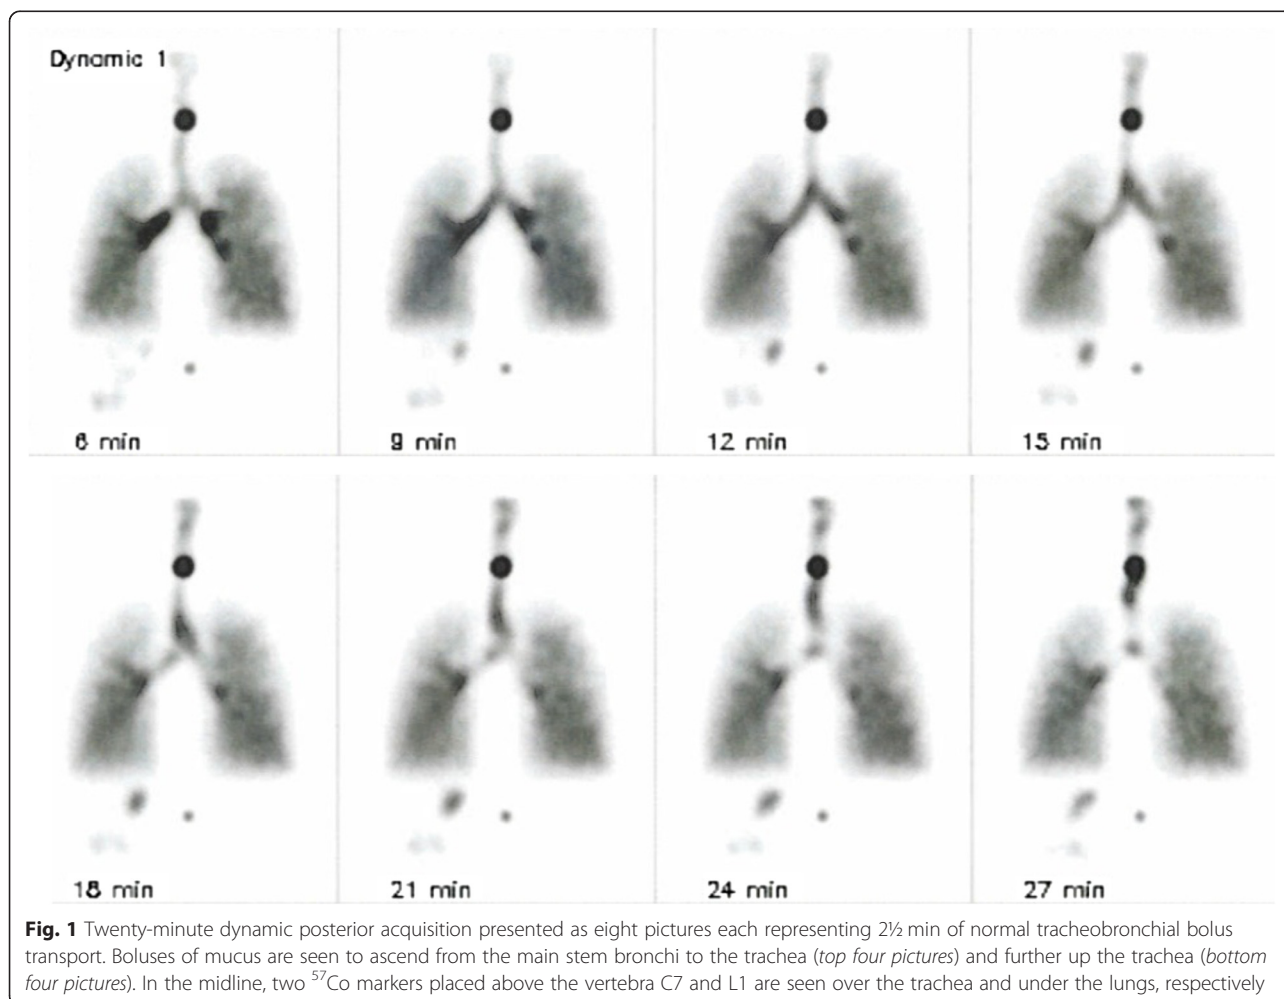 Dynamic 1
6 min
9 min
12 min
15 min
18 min
21 min
24 min
27 min
Fig. 1 Twenty-minute dynamic posterior acquisition presented as eight pictures each representing 2½ min of normal tracheobronchial bolus
transport. Boluses of mucus are seen to ascend from the main stem bronchi to the trachea (top four pictures) and further up the trachea (bottom
four pictures). In the midline, two ⁵⁷Co markers placed above the vertebra C7 and L1 are seen over the trachea and under the lungs, respectively